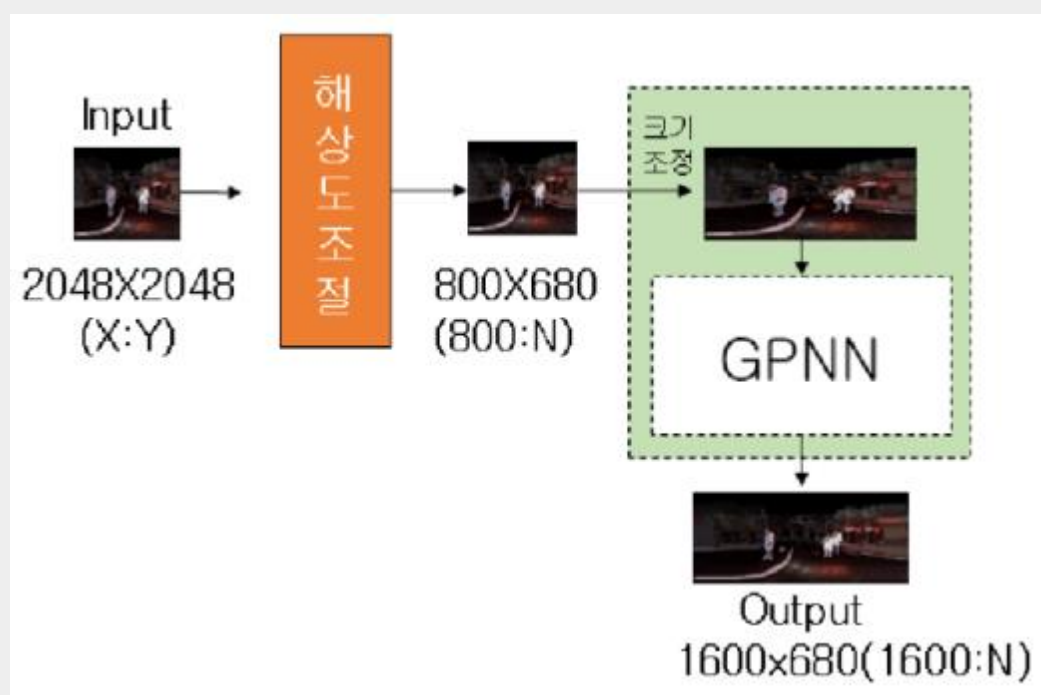 Input
2048X2048
(X:Y)
해
상
도
조
절
800X680
(800:N)
크기
조정
GPNN
Output
1600x680(1600:N)